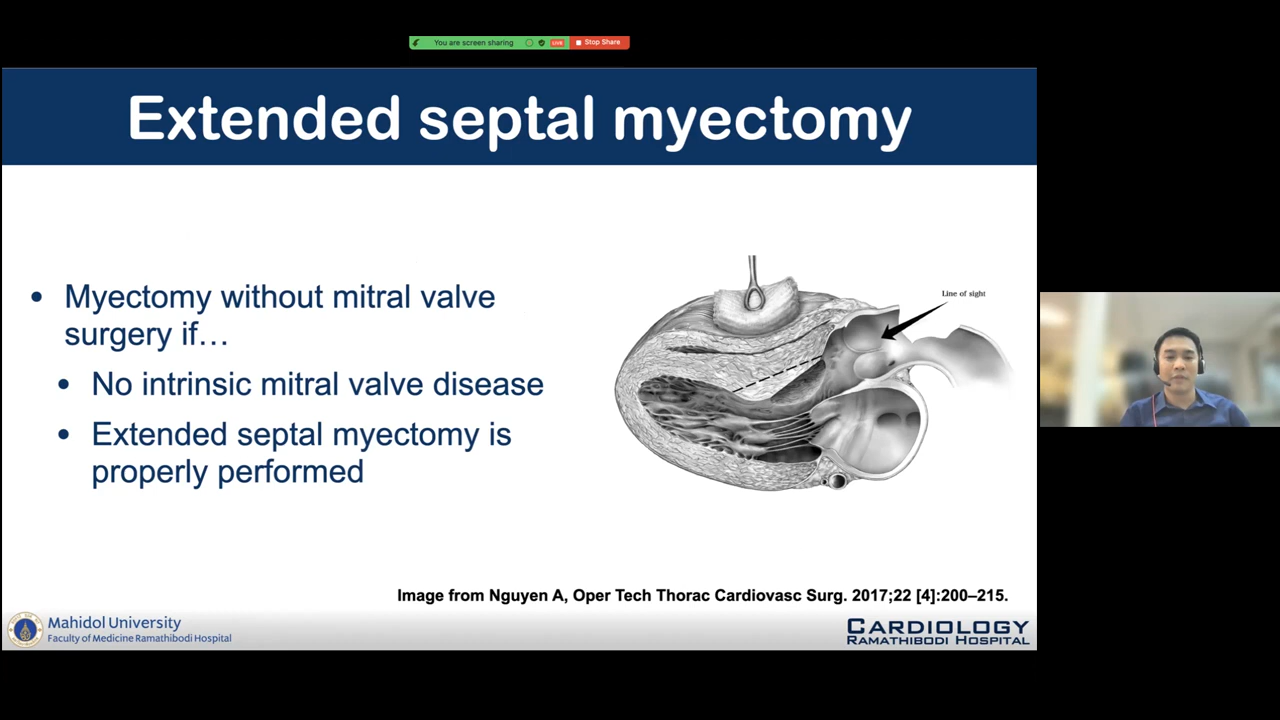 You are screen sharing LIVE Stop Share
Extended septal myectomy
• Myectomy without mitral valve
surgery if…
• No intrinsic mitral valve disease
• Extended septal myectomy is
properly performed
Line of sight
Image from Nguyen A, Oper Tech Thorac Cardiovasc Surg. 2017;22 [4]:200–215.
Mahidol University
Faculty of Medicine Ramathibodi Hospital
CARDIOLOGY
RAMATHIBODI HOSPITAL